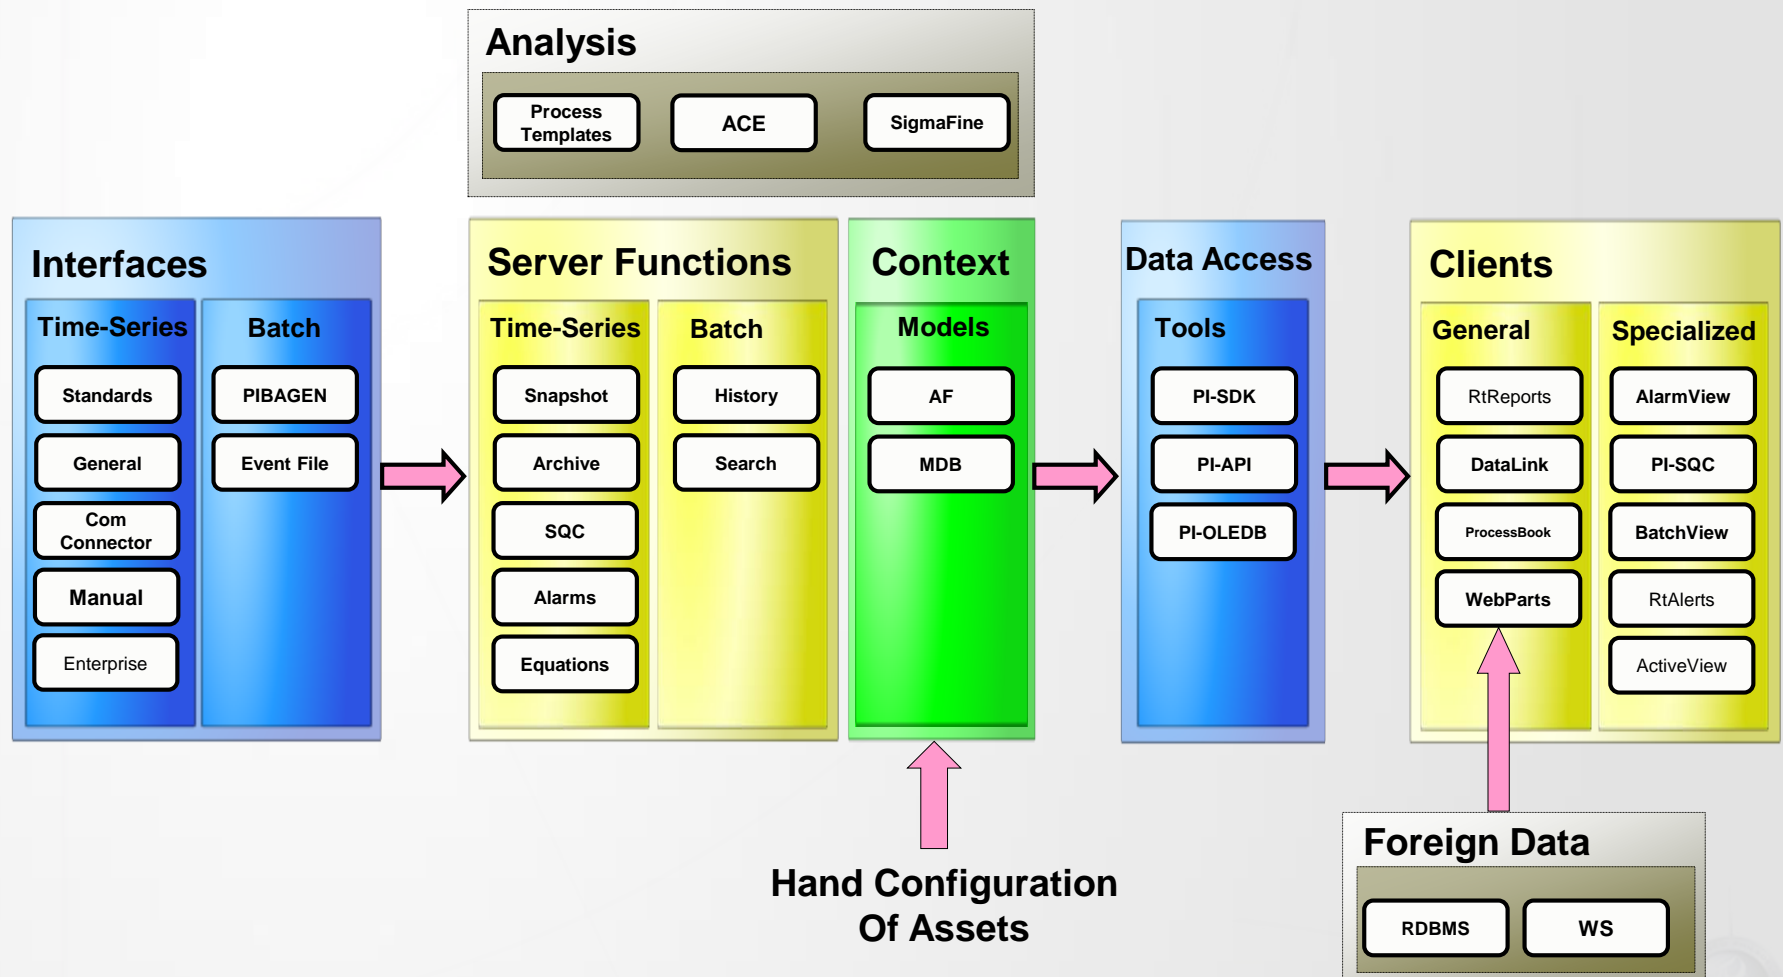 Analysis
Process
Templates
ACE
SigmaFine
Interfaces
Time-Series
Batch
Standards
PIBAGEN
General
Event File
Com
Connector
Manual
Enterprise
Server Functions
Time-Series
Batch
Snapshot
History
Archive
Search
SQC
Alarms
Equations
Context
Models
AF
MDB
Data Access
Tools
PI-SDK
PI-API
PI-OLEDB
Clients
General
Specialized
RtReports
AlarmView
DataLink
PI-SQC
ProcessBook
BatchView
WebParts
RtAlerts
ActiveView
Hand Configuration
Of Assets
Foreign Data
RDBMS
WS